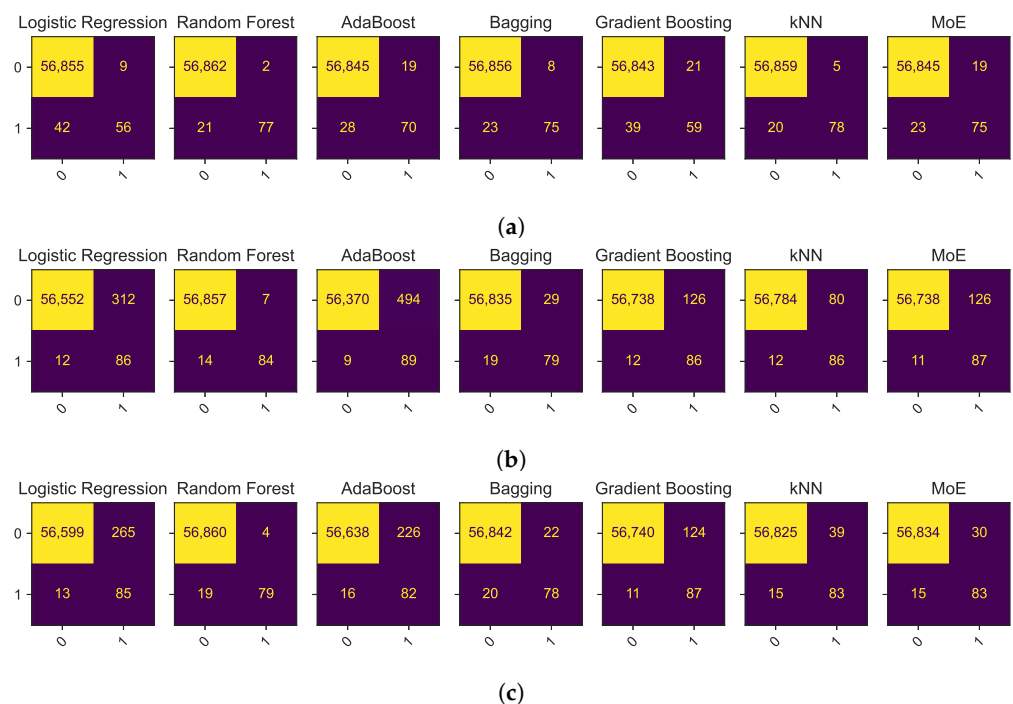 Logistic Regression Random Forest AdaBoost Bagging Gradient Boosting kNN MoE
0 56,855 9 56,862 2 56,845 19 56,856 8 56,843 21 56,859 5 56,845 19
1 42 56 21 77 28 70 23 75 39 59 20 78 23 75
0 1 0 1 0 1 0 1 0 1 0 1 0 1
(a)
Logistic Regression Random Forest AdaBoost Bagging Gradient Boosting kNN MoE
0 56,552 312 56,857 7 56,370 494 56,835 29 56,738 126 56,784 80 56,738 126
1 12 86 14 84 9 89 19 79 12 86 12 86 11 87
0 1 0 1 0 1 0 1 0 1 0 1 0 1
(b)
Logistic Regression Random Forest AdaBoost Bagging Gradient Boosting kNN MoE
0 56,599 265 56,860 4 56,638 226 56,842 22 56,740 124 56,825 39 56,834 30
1 13 85 19 79 16 82 20 78 11 87 15 83 15 83
0 1 0 1 0 1 0 1 0 1 0 1 0 1
(c)